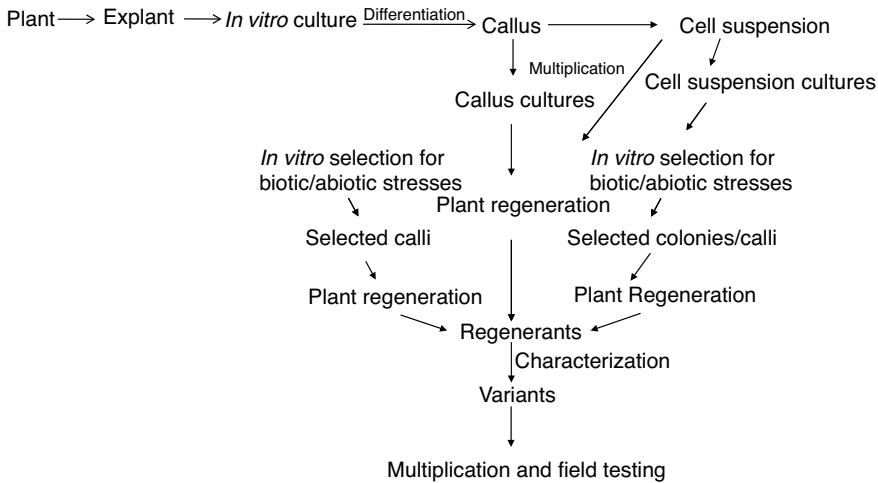 Plant Explant In vitro culture Differentiation Callus Cell suspension
Multiplication
Cell suspension cultures
Callus cultures
In vitro selection for
biotic/abiotic stresses
In vitro selection for
biotic/abiotic stresses
Plant regeneration
Selected calli
Selected colonies/calli
Plant regeneration
Plant Regeneration
Regenerants
Characterization
Variants
Multiplication and field testing